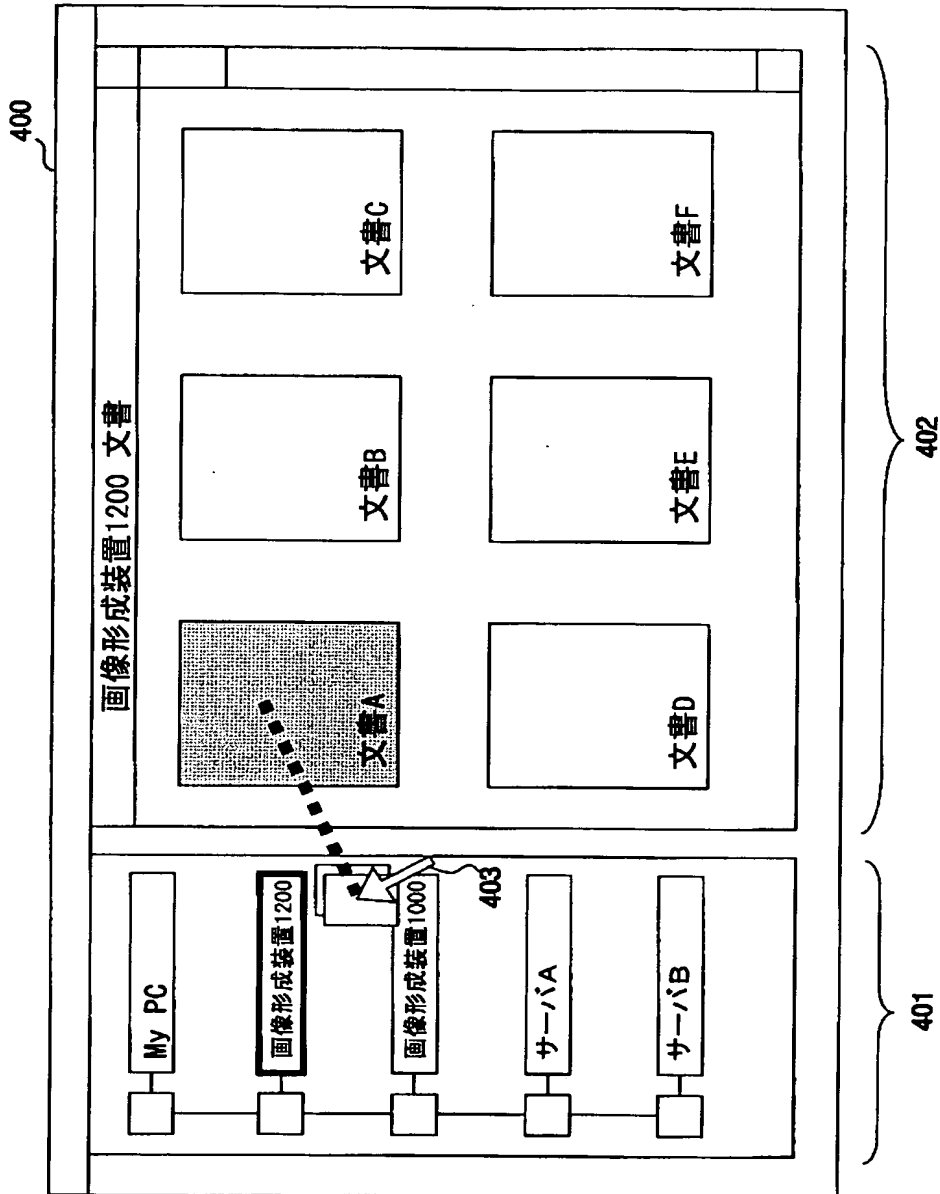 400
画像形成装置1200 文書
My PC
画像形成装置1200
画像形成装置1000
サーバA
サーバB
文書A
文書B
文書C
文書D
文書E
文書F
403
401
402